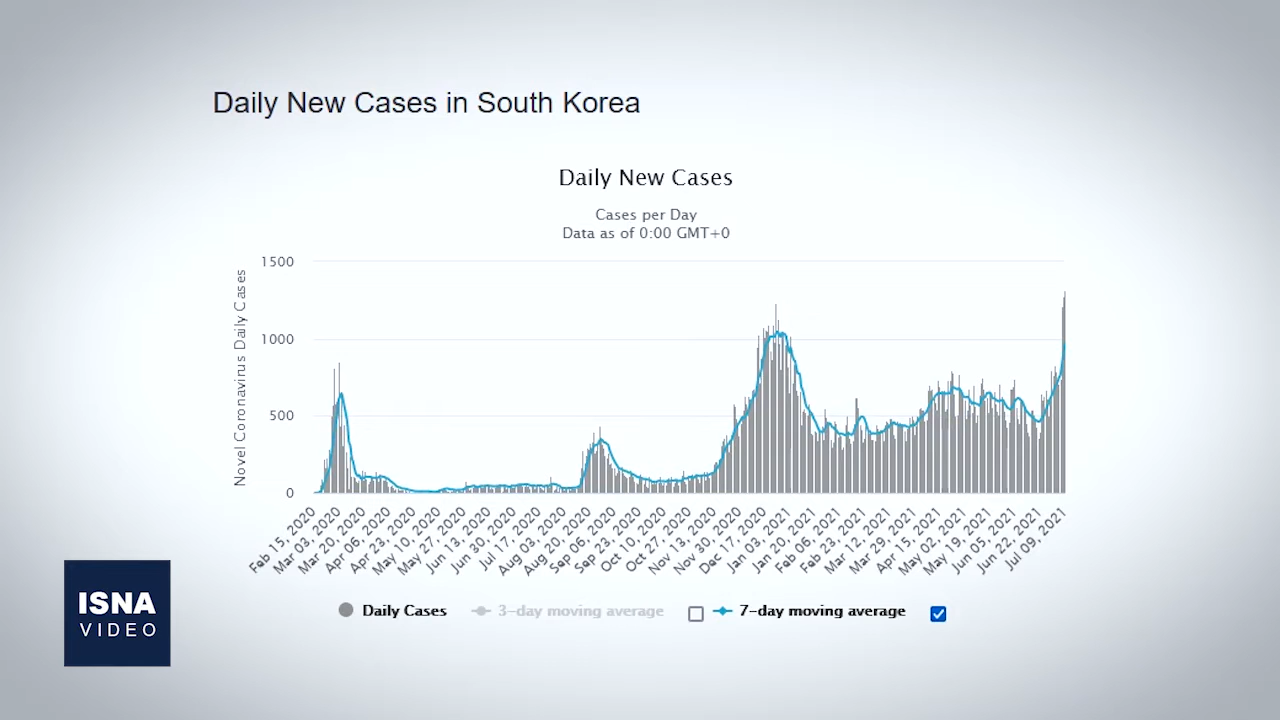 Daily New Cases in South Korea
Daily New Cases
Cases per Day
Data as of 0:00 GMT+0
Novel Coronavirus Daily Cases
1500
1000
500
0
Feb 15, 2020
Mar 03, 2020
Mar 20, 2020
Apr 06, 2020
Apr 23, 2020
May 10, 2020
May 27, 2020
Jun 13, 2020
Jun 30, 2020
Jul 17, 2020
Aug 03, 2020
Aug 20, 2020
Sep 06, 2020
Sep 23, 2020
Oct 10, 2020
Oct 27, 2020
Nov 13, 2020
Nov 30, 2020
Dec 17, 2020
Jan 03, 2021
Jan 20, 2021
Feb 06, 2021
Feb 23, 2021
Mar 12, 2021
Mar 29, 2021
Apr 15, 2021
May 02, 2021
May 19, 2021
Jun 05, 2021
Jun 22, 2021
Jul 09, 2021
Daily Cases
3-day moving average
7-day moving average
ISNA
VIDEO